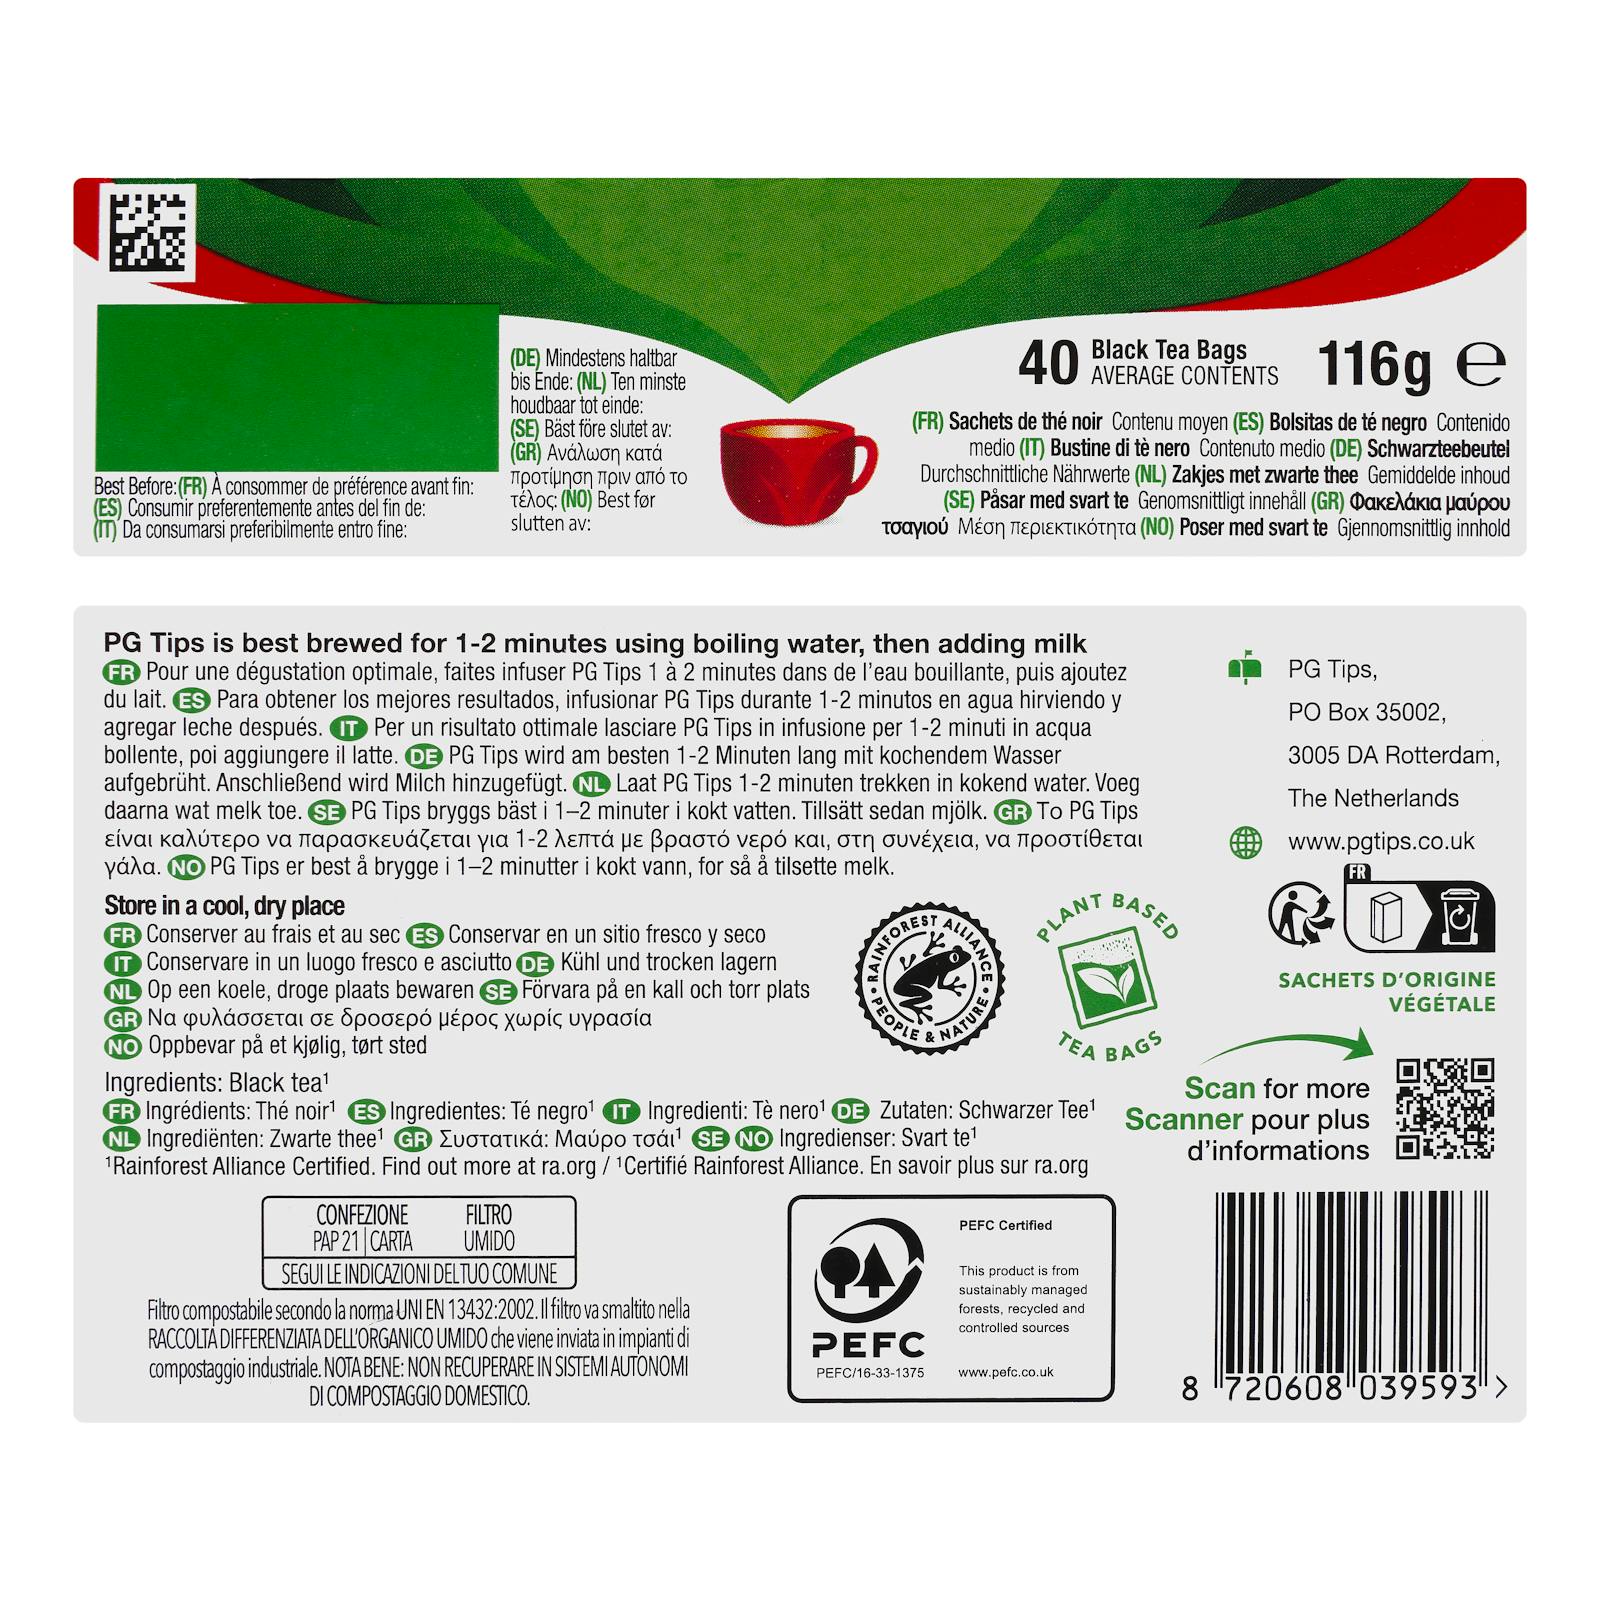 Best Before: (FR) À consommer de préférence avant fin:
(ES) Consumir preferentemente antes del fin de:
(IT) Da consumarsi preferibilmente entro fine:
(DE) Mindestens haltbar
bis Ende: (NL) Ten minste
houdbaar tot einde:
(SE) Bäst före slutet av:
(GR) Ανάλωση κατά
προτίμηση πριν από το
τέλος: (NO) Best før
slutten av:
40 Black Tea Bags
AVERAGE CONTENTS
116g ℮
(FR) Sachets de thé noir Contenu moyen (ES) Bolsitas de té negro Contenido
medio (IT) Bustine di tè nero Contenuto medio (DE) Schwarzteebeutel
Durchschnittliche Nährwerte (NL) Zakjes met zwarte thee Gemiddelde inhoud
(SE) Påsar med svart te Genomsnittligt innehåll (GR) Φακελάκια μαύρου
τσαγιού Μέση περιεκτικότητα (NO) Poser med svart te Gjennomsnittlig innhold
PG Tips is best brewed for 1-2 minutes using boiling water, then adding milk
FR Pour une dégustation optimale, faites infuser PG Tips 1 à 2 minutes dans de l'eau bouillante, puis ajoutez
du lait. ES Para obtener los mejores resultados, infusionar PG Tips durante 1-2 minutos en agua hirviendo y
agregar leche después. IT Per un risultato ottimale lasciare PG Tips in infusione per 1-2 minuti in acqua
bollente, poi aggiungere il latte. DE PG Tips wird am besten 1-2 Minuten lang mit kochendem Wasser
aufgebrüht. Anschließend wird Milch hinzugefügt. NL Laat PG Tips 1-2 minuten trekken in kokend water. Voeg
daarna wat melk toe. SE PG Tips bryggs bäst i 1–2 minuter i kokt vatten. Tillsätt sedan mjölk. GR Το PG Tips
είναι καλύτερο να παρασκευάζεται για 1-2 λεπτά με βραστό νερό και, στη συνέχεια, να προστίθεται
γάλα. NO PG Tips er best å brygge i 1–2 minutter i kokt vann, for så å tilsette melk.
Store in a cool, dry place
FR Conserver au frais et au sec ES Conservar en un sitio fresco y seco
IT Conservare in un luogo fresco e asciutto DE Kühl und trocken lagern
NL Op een koele, droge plaats bewaren SE Förvara på en kall och torr plats
GR Να φυλάσσεται σε δροσερό μέρος χωρίς υγρασία
NO Oppbevar på et kjølig, tørt sted
Ingredients: Black tea¹
FR Ingrédients: Thé noir¹ ES Ingredientes: Té negro¹ IT Ingredienti: Tè nero¹ DE Zutaten: Schwarzer Tee¹
NL Ingrediënten: Zwarte thee¹ GR Συστατικά: Μαύρο τσάι¹ SE NO Ingredienser: Svart te¹
¹Rainforest Alliance Certified. Find out more at ra.org / ¹Certifié Rainforest Alliance. En savoir plus sur ra.org
RAINFOREST ALLIANCE
PEOPLE & NATURE
PLANT BASED
TEA BAGS
PG Tips,
PO Box 35002,
3005 DA Rotterdam,
The Netherlands
www.pgtips.co.uk
FR
SACHETS D'ORIGINE
VÉGÉTALE
Scan for more
Scanner pour plus
d'informations
CONFEZIONE FILTRO
PAP 21 | CARTA UMIDO
SEGUI LE INDICAZIONI DEL TUO COMUNE
Filtro compostabile secondo la norma UNI EN 13432:2002. Il filtro va smaltito nella
RACCOLTA DIFFERENZIATA DELL'ORGANICO UMIDO che viene inviata in impianti di
compostaggio industriale. NOTA BENE: NON RECUPERARE IN SISTEMI AUTONOMI
DI COMPOSTAGGIO DOMESTICO.
PEFC
PEFC/16-33-1375
PEFC Certified
This product is from
sustainably managed
forests, recycled and
controlled sources
www.pefc.co.uk
8 720608 039593 >